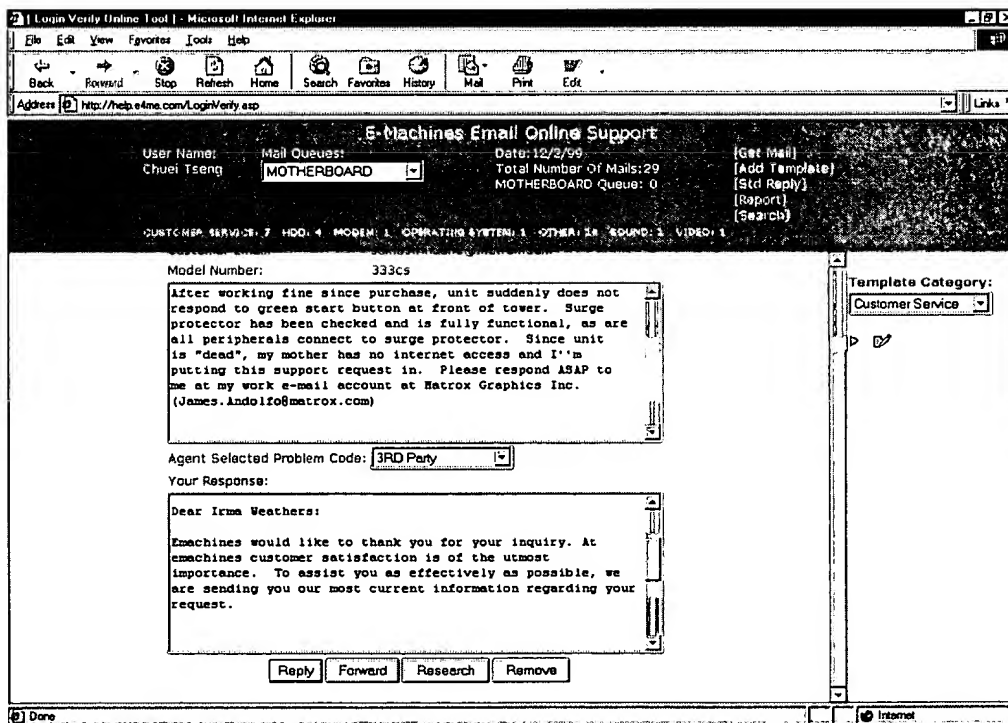 [ Login Verify Online Tool ] - Microsoft Internet Explorer
File Edit View Favorites Tools Help
Back Forward Stop Refresh Home Search Favorites History Mail Print Edit
Address http://help.e4me.com/LoginVerify.asp Links
E-Machines Email Online Support
User Name: Mail Queues: Date: 12/2/99 [Get Mail]
Chuei Tseng MOTHERBOARD Total Number Of Mails: 29 [Add Template]
MOTHERBOARD Queue: 0 [Std Reply]
[Report]
[Search]
CUSTOMER SERVICE: 7 HDD: 4 MODEM: 1 OPERATING SYSTEM: 1 OTHER: SOUND: VIDEO: 1
Model Number: 333cs
Template Category:
Customer Service
After working fine since purchase, unit suddenly does not
respond to green start button at front of tower. Surge
protector has been checked and is fully functional, as are
all peripherals connect to surge protector. Since unit
is "dead", my mother has no internet access and I''m
putting this support request in. Please respond ASAP to
me at my work e-mail account at Matrox Graphics Inc.
(James.Andolfo@matrox.com)
Agent Selected Problem Code: 3RD Party
Your Response:
Dear Irma Weathers:
Emachines would like to thank you for your inquiry. At
emachines customer satisfaction is of the utmost
importance. To assist you as effectively as possible, we
are sending you our most current information regarding your
request.
Reply Forward Research Remove
Done Internet